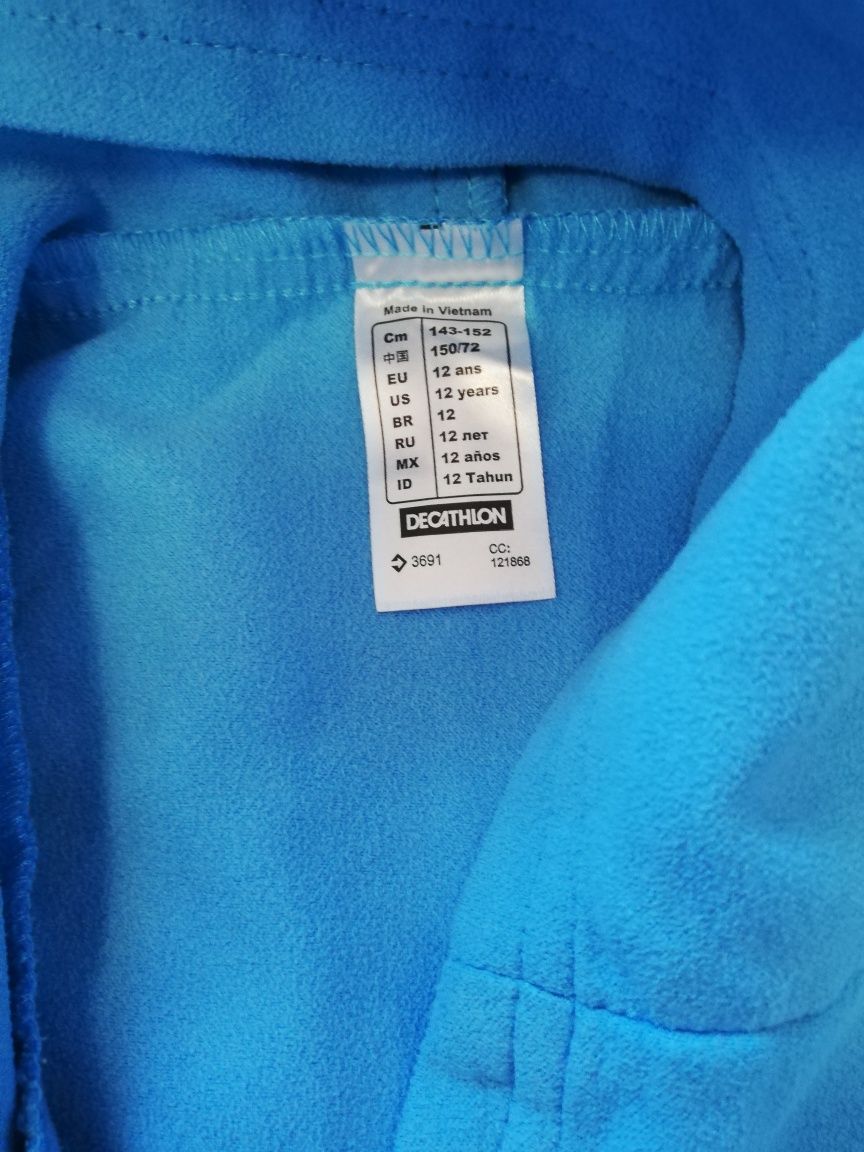 Made in Vietnam
Cm 143-152
中国 150/72
EU 12 ans
US 12 years
BR 12
RU 12 лет
MX 12 años
ID 12 Tahun
DECATHLON
3691 CC:
121868